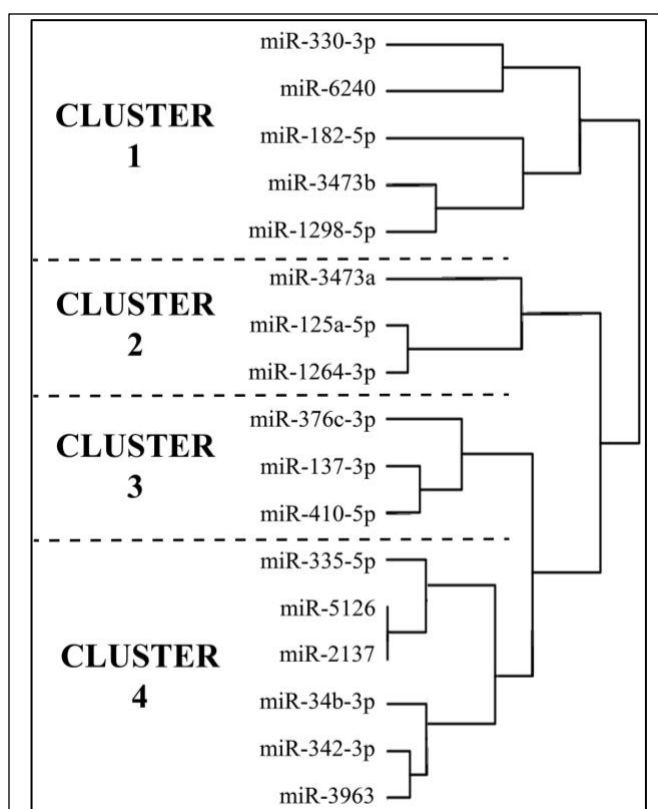 miR-330-3p
miR-6240
CLUSTER
1
miR-182-5p
miR-3473b
miR-1298-5p
miR-3473a
CLUSTER
2
miR-125a-5p
miR-1264-3p
miR-376c-3p
CLUSTER
3
miR-137-3p
miR-410-5p
miR-335-5p
miR-5126
miR-2137
CLUSTER
4
miR-34b-3p
miR-342-3p
miR-3963